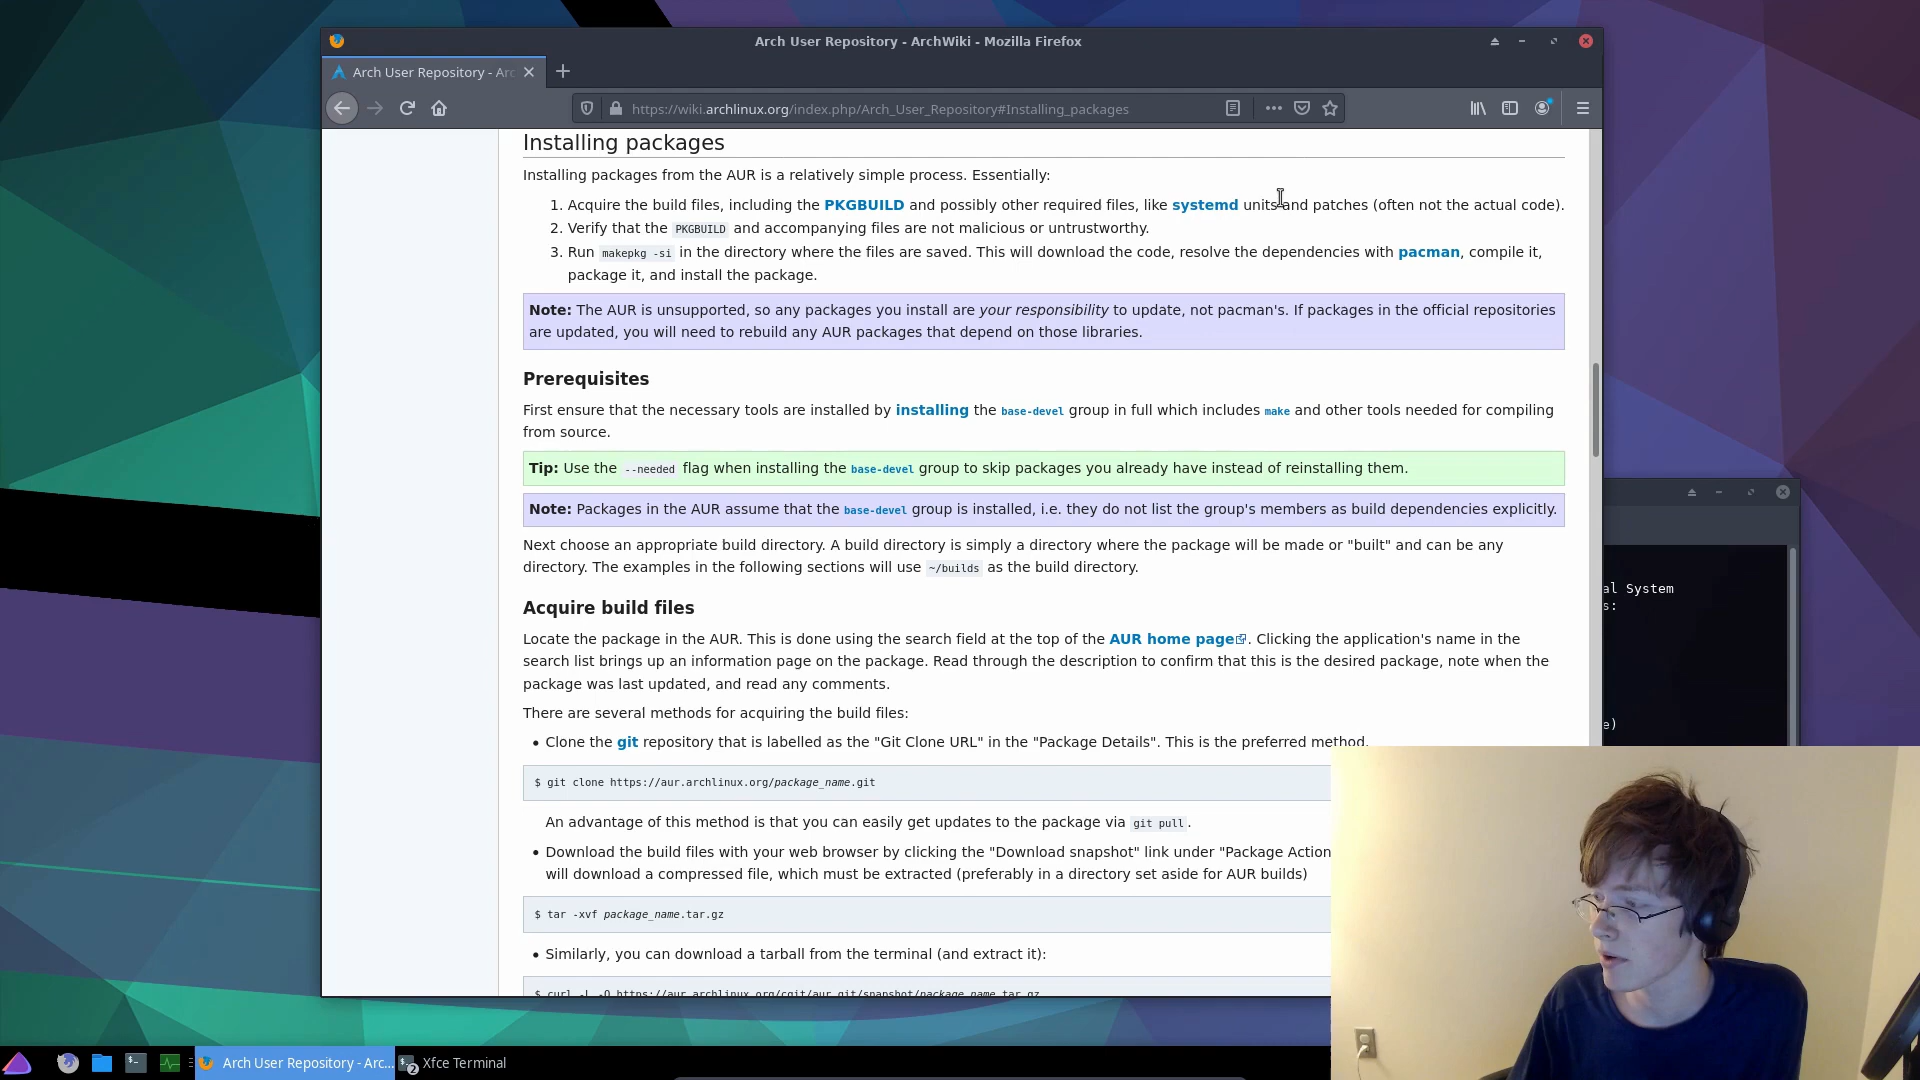 Arch User Repository - ArchWiki - Mozilla Firefox
Arch User Repository - Arc
https://wiki.archlinux.org/index.php/Arch_User_Repository#Installing_packages
Installing packages
Installing packages from the AUR is a relatively simple process. Essentially:
1. Acquire the build files, including the PKGBUILD and possibly other required files, like systemd units and patches (often not the actual code).
2. Verify that the PKGBUILD and accompanying files are not malicious or untrustworthy.
3. Run makepkg -si in the directory where the files are saved. This will download the code, resolve the dependencies with pacman, compile it,
package it, and install the package.
Note: The AUR is unsupported, so any packages you install are your responsibility to update, not pacman's. If packages in the official repositories
are updated, you will need to rebuild any AUR packages that depend on those libraries.
Prerequisites
First ensure that the necessary tools are installed by installing the base-devel group in full which includes make and other tools needed for compiling
from source.
Tip: Use the --needed flag when installing the base-devel group to skip packages you already have instead of reinstalling them.
Note: Packages in the AUR assume that the base-devel group is installed, i.e. they do not list the group's members as build dependencies explicitly.
Next choose an appropriate build directory. A build directory is simply a directory where the package will be made or "built" and can be any
directory. The examples in the following sections will use ~/builds as the build directory.
al System
s:
Acquire build files
Locate the package in the AUR. This is done using the search field at the top of the AUR home page. Clicking the application's name in the
search list brings up an information page on the package. Read through the description to confirm that this is the desired package, note when the
package was last updated, and read any comments.
There are several methods for acquiring the build files:
e)
• Clone the git repository that is labelled as the "Git Clone URL" in the "Package Details". This is the preferred method.
$ git clone https://aur.archlinux.org/package_name.git
An advantage of this method is that you can easily get updates to the package via git pull.
• Download the build files with your web browser by clicking the "Download snapshot" link under "Package Action
will download a compressed file, which must be extracted (preferably in a directory set aside for AUR builds)
$ tar -xvf package_name.tar.gz
• Similarly, you can download a tarball from the terminal (and extract it):
$ curl -L -O https://aur.archlinux.org/cgit/aur.git/snapshot/package_name.tar.gz
Arch User Repository - Arc...
2
Xfce Terminal